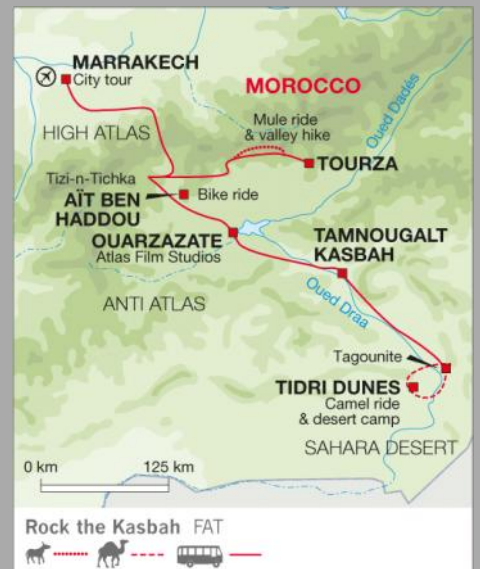 MARRAKECH
City tour
MOROCCO
HIGH ATLAS
Mule ride
& valley hike
Oued Dadés
TOURZA
Tizi-n-Tichka
AÏT BEN
HADDOU
Bike ride
OUARZAZATE
Atlas Film Studios
TAMNOUGALT
KASBAH
ANTI ATLAS
Oued Draa
Tagounite
TIDRI DUNES
Camel ride
& desert camp
SAHARA DESERT
0 km 125 km
Rock the Kasbah FAT